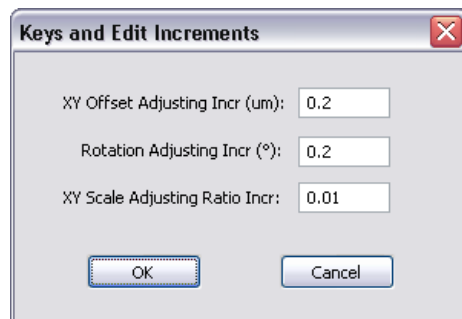 Keys and Edit Increments
XY Offset Adjusting Incr (um): 0.2
Rotation Adjusting Incr (°): 0.2
XY Scale Adjusting Ratio Incr: 0.01
OK Cancel